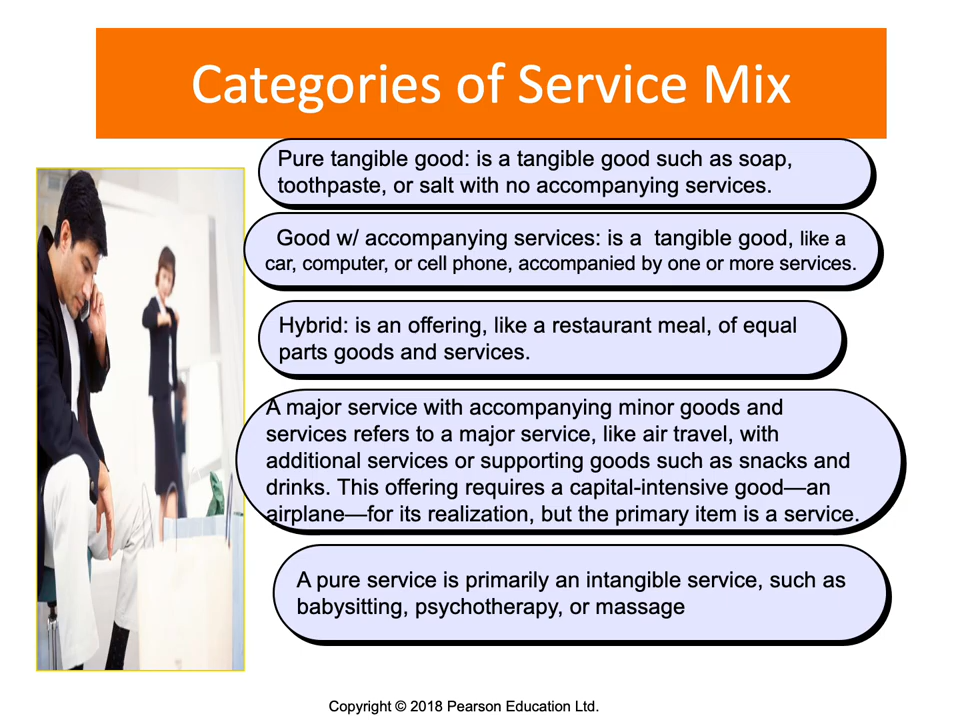 Categories of Service Mix
Pure tangible good: is a tangible good such as soap,
toothpaste, or salt with no accompanying services.
Good w/ accompanying services: is a  tangible good, like a
car, computer, or cell phone, accompanied by one or more services.
Hybrid: is an offering, like a restaurant meal, of equal
parts goods and services.
A major service with accompanying minor goods and
services refers to a major service, like air travel, with
additional services or supporting goods such as snacks and
drinks. This offering requires a capital-intensive good—an
airplane—for its realization, but the primary item is a service.
A pure service is primarily an intangible service, such as
babysitting, psychotherapy, or massage
Copyright © 2018 Pearson Education Ltd.